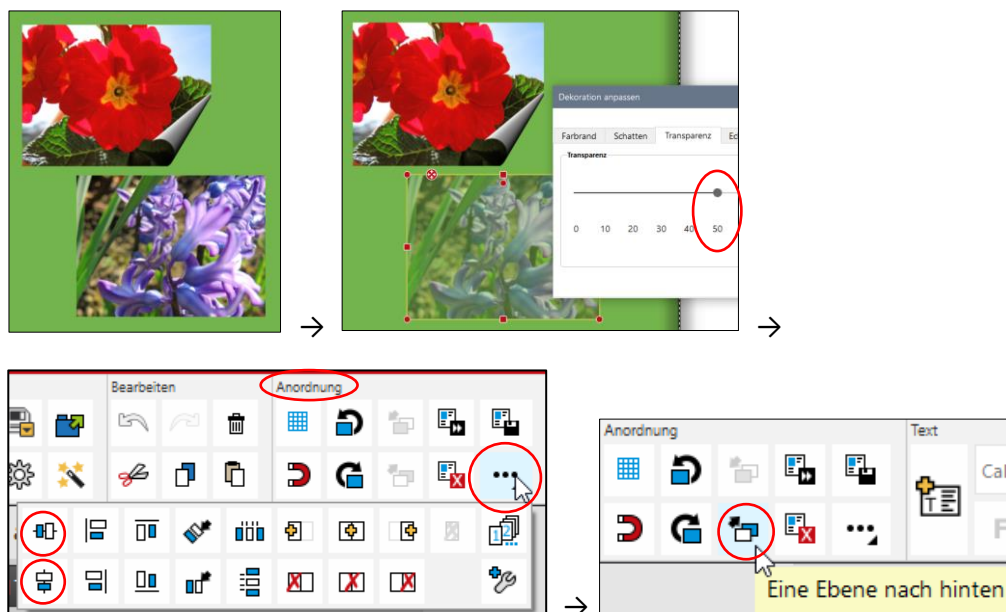 →
Dekoration anpassen
Farbrand Schatten Transparenz
Transparenz
0 10 20 30 40 50
→
Bearbeiten Anordnung
→
Anordnung Text
Eine Ebene nach hinten